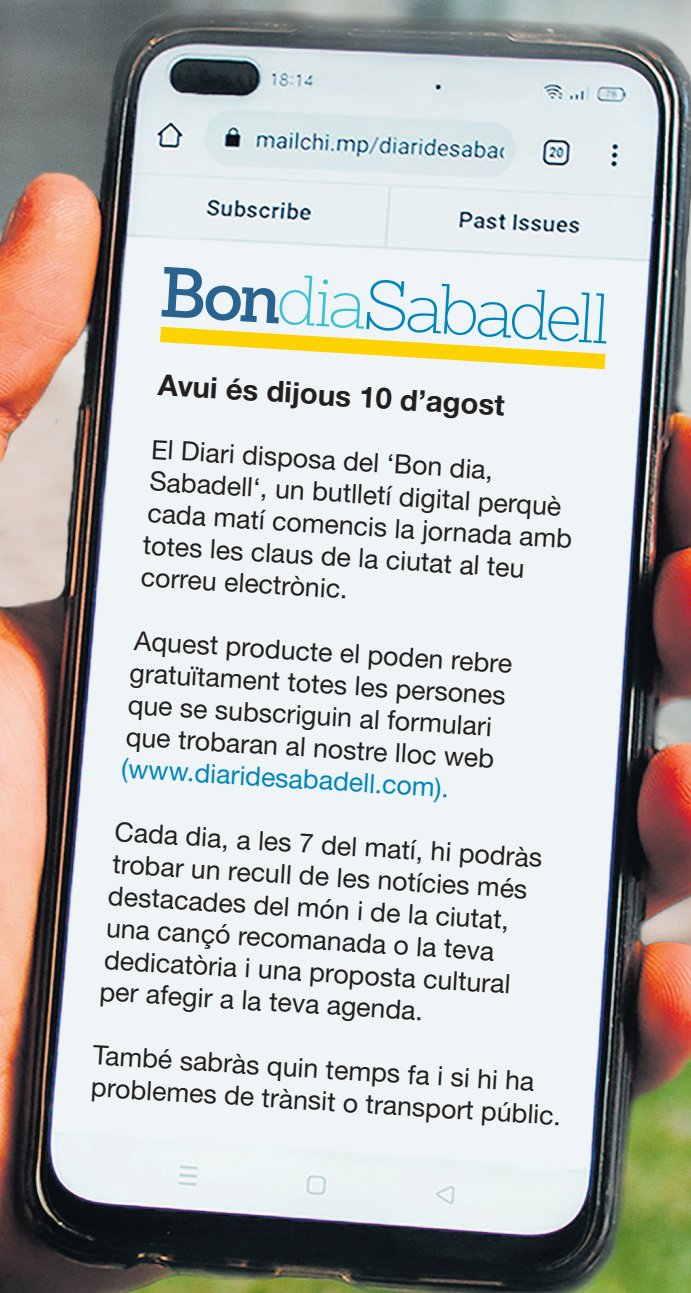 18:14
78
mailchi.mp/diaridesabac
20
Subscribe
Past Issues
BondiaSabadell
Avui és dijous 10 d’agost
El Diari disposa del ‘Bon dia,
Sabadell‘, un butlletí digital perquè
cada matí comencis la jornada amb
totes les claus de la ciutat al teu
correu electrònic.
Aquest producte el poden rebre
gratuïtament totes les persones
que se subscriguin al formulari
que trobaran al nostre lloc web
(www.diaridesabadell.com).
Cada dia, a les 7 del matí, hi podràs
trobar un recull de les notícies més
destacades del món i de la ciutat,
una cançó recomanada o la teva
dedicatòria i una proposta cultural
per afegir a la teva agenda.
També sabràs quin temps fa i si hi ha
problemes de trànsit o transport públic.